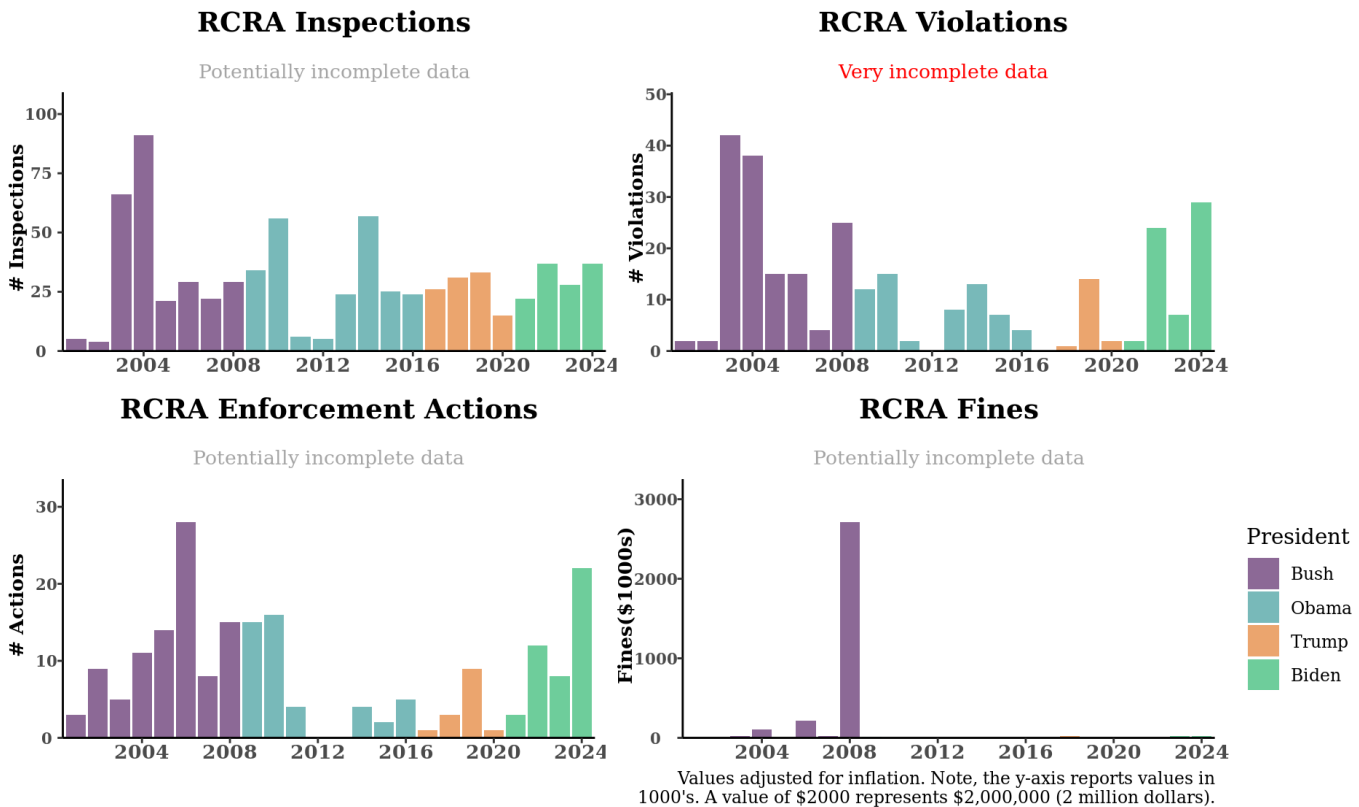 RCRA Inspections
Potentially incomplete data
# Inspections
100
75
50
25
0
2004
2008
2012
2016
2020
2024
RCRA Violations
Very incomplete data
# Violations
50
40
30
20
10
0
2004
2008
2012
2016
2020
2024
RCRA Enforcement Actions
Potentially incomplete data
# Actions
30
20
10
0
2004
2008
2012
2016
2020
2024
RCRA Fines
Potentially incomplete data
Fines($1000s)
3000
2000
1000
0
2004
2008
2012
2016
2020
2024
Values adjusted for inflation. Note, the y-axis reports values in
1000's. A value of $2000 represents $2,000,000 (2 million dollars).
President
Bush
Obama
Trump
Biden